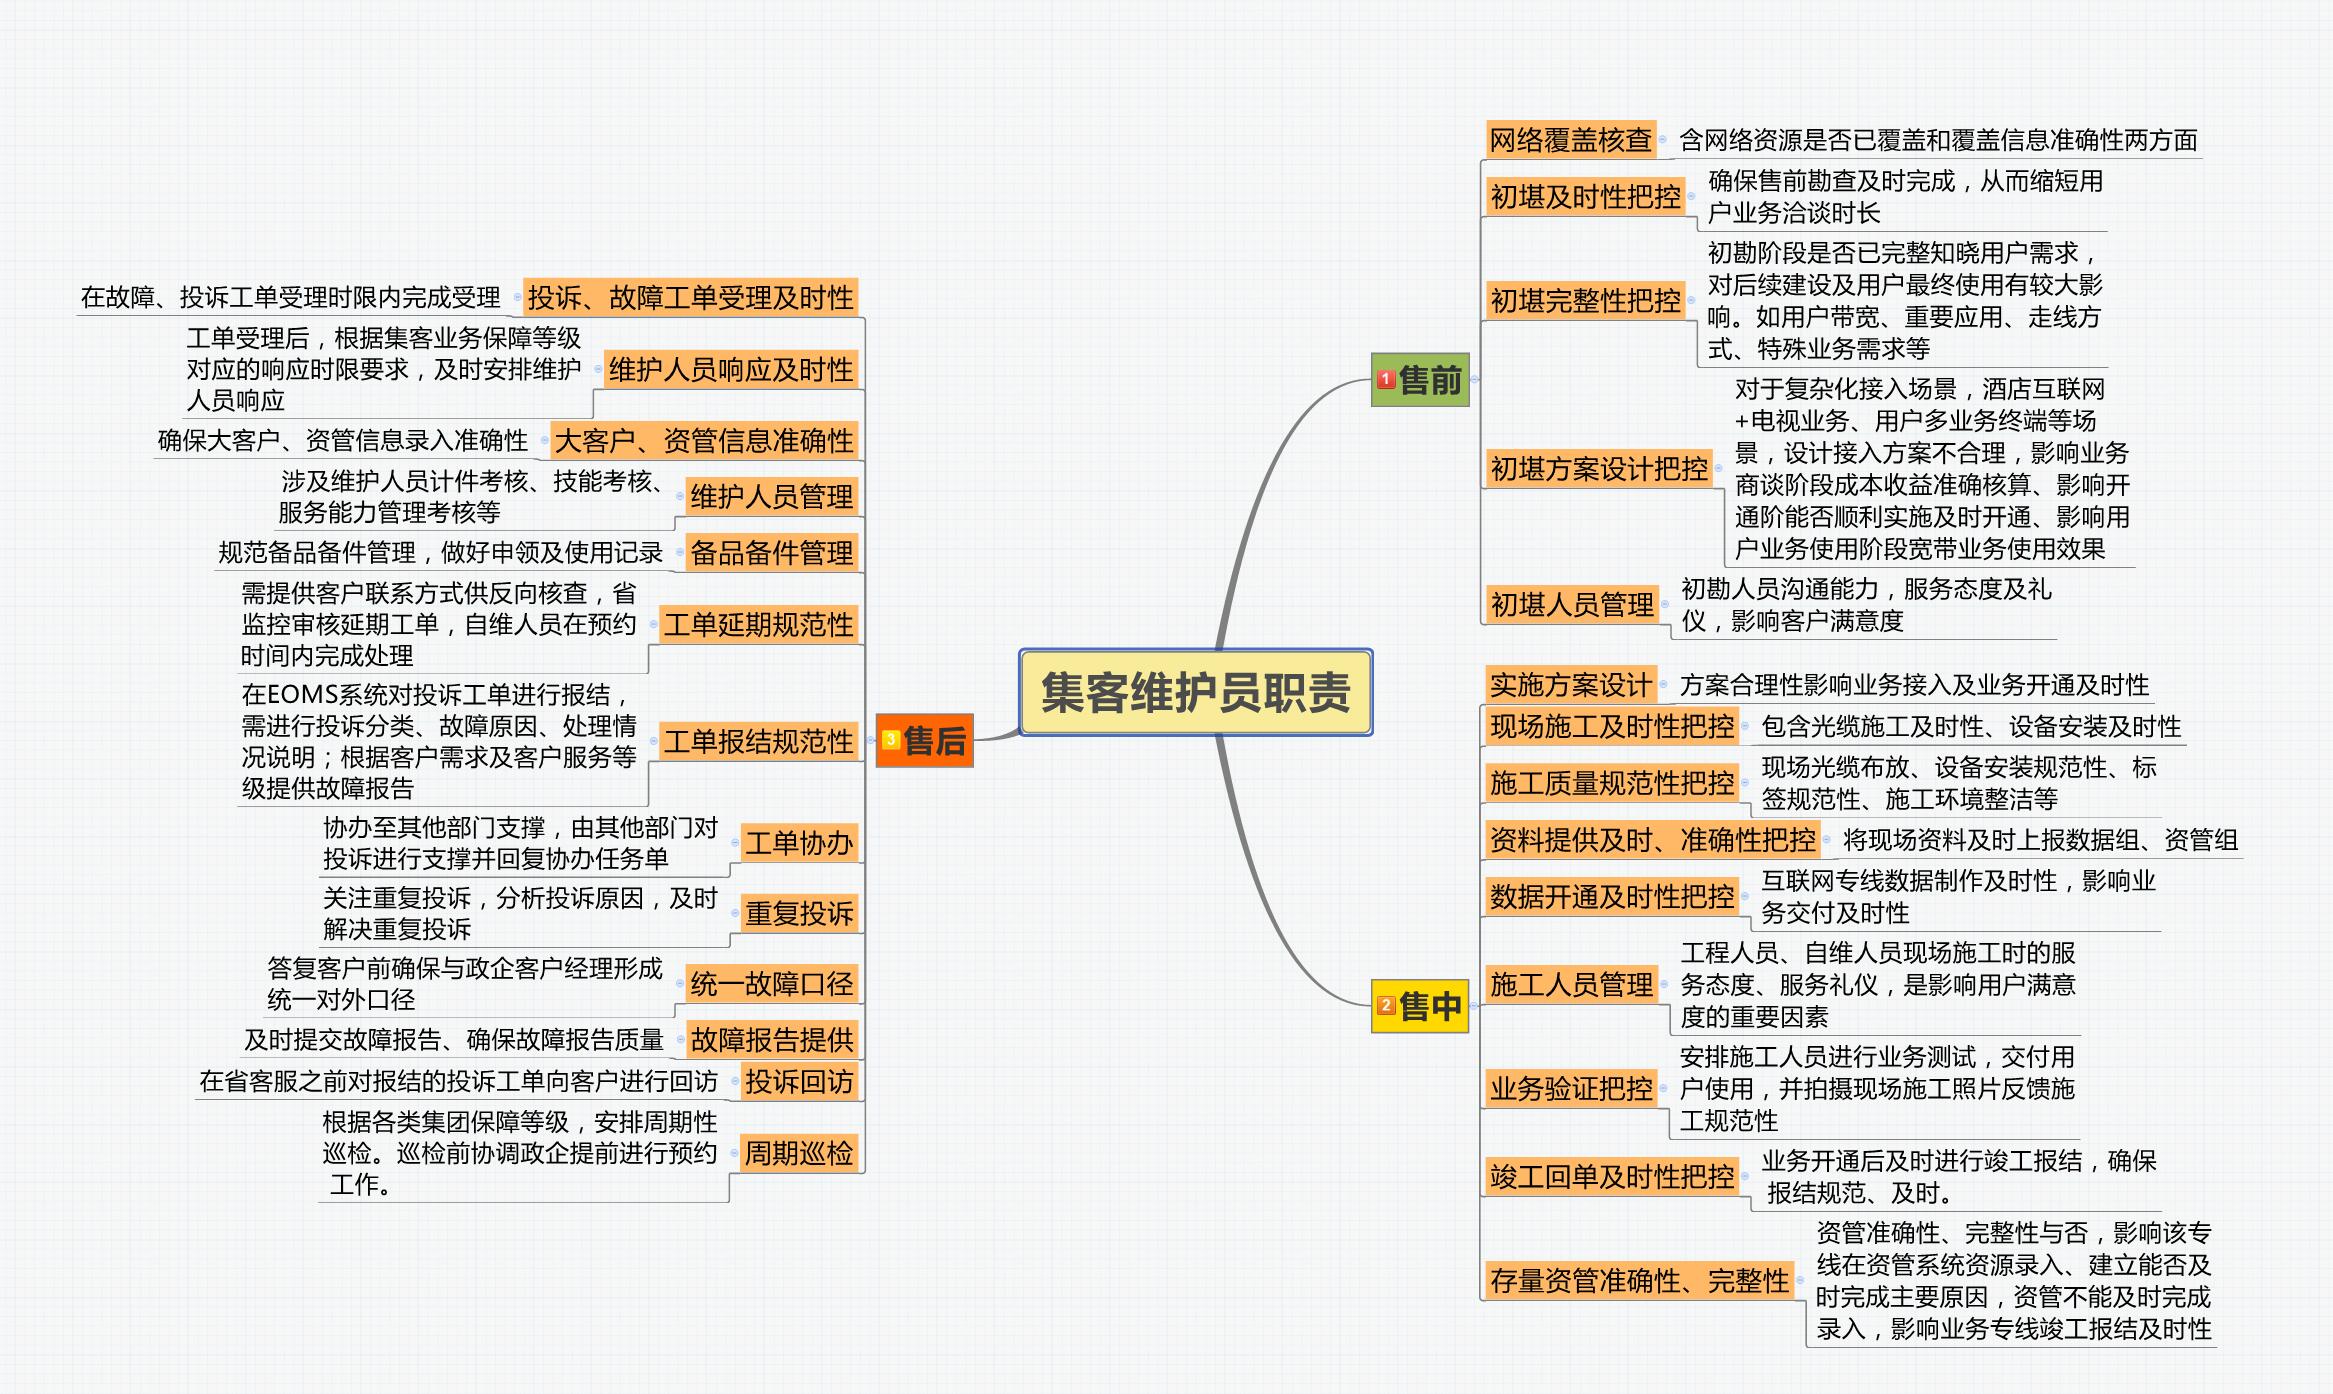 集客维护员职责
1
售前
网络覆盖核查
含网络资源是否已覆盖和覆盖信息准确性两方面
初堪及时性把控
确保售前勘查及时完成，从而缩短用
户业务洽谈时长
初堪完整性把控
初勘阶段是否已完整知晓用户需求，
对后续建设及用户最终使用有较大影
响。如用户带宽、重要应用、走线方
式、特殊业务需求等
初堪方案设计把控
对于复杂化接入场景，酒店互联网
+电视业务、用户多业务终端等场
景，设计接入方案不合理，影响业务
商谈阶段成本收益准确核算、影响开
通阶能否顺利实施及时开通、影响用
户业务使用阶段宽带业务使用效果
初堪人员管理
初勘人员沟通能力，服务态度及礼
仪，影响客户满意度
2
售中
实施方案设计
方案合理性影响业务接入及业务开通及时性
现场施工及时性把控
包含光缆施工及时性、设备安装及时性
施工质量规范性把控
现场光缆布放、设备安装规范性、标
签规范性、施工环境整洁等
资料提供及时、准确性把控
将现场资料及时上报数据组、资管组
数据开通及时性把控
互联网专线数据制作及时性，影响业
务交付及时性
施工人员管理
工程人员、自维人员现场施工时的服
务态度、服务礼仪，是影响用户满意
度的重要因素
业务验证把控
安排施工人员进行业务测试，交付用
户使用，并拍摄现场施工照片反馈施
工规范性
竣工回单及时性把控
业务开通后及时进行竣工报结，确保
报结规范、及时。
存量资管准确性、完整性
资管准确性、完整性与否，影响该专
线在资管系统资源录入、建立能否及
时完成主要原因，资管不能及时完成
录入，影响业务专线竣工报结及时性
3
售后
投诉、故障工单受理及时性
在故障、投诉工单受理时限内完成受理
维护人员响应及时性
工单受理后，根据集客业务保障等级
对应的响应时限要求，及时安排维护
人员响应
大客户、资管信息准确性
确保大客户、资管信息录入准确性
维护人员管理
涉及维护人员计件考核、技能考核、
服务能力管理考核等
备品备件管理
规范备品备件管理，做好申领及使用记录
工单延期规范性
需提供客户联系方式供反向核查，省
监控审核延期工单，自维人员在预约
时间内完成处理
工单报结规范性
在EOMS系统对投诉工单进行报结，
需进行投诉分类、故障原因、处理情
况说明；根据客户需求及客户服务等
级提供故障报告
工单协办
协办至其他部门支撑，由其他部门对
投诉进行支撑并回复协办任务单
重复投诉
关注重复投诉，分析投诉原因，及时
解决重复投诉
统一故障口径
答复客户前确保与政企客户经理形成
统一对外口径
故障报告提供
及时提交故障报告、确保故障报告质量
投诉回访
在省客服之前对报结的投诉工单向客户进行回访
周期巡检
根据各类集团保障等级，安排周期性
巡检。巡检前协调政企提前进行预约
工作。